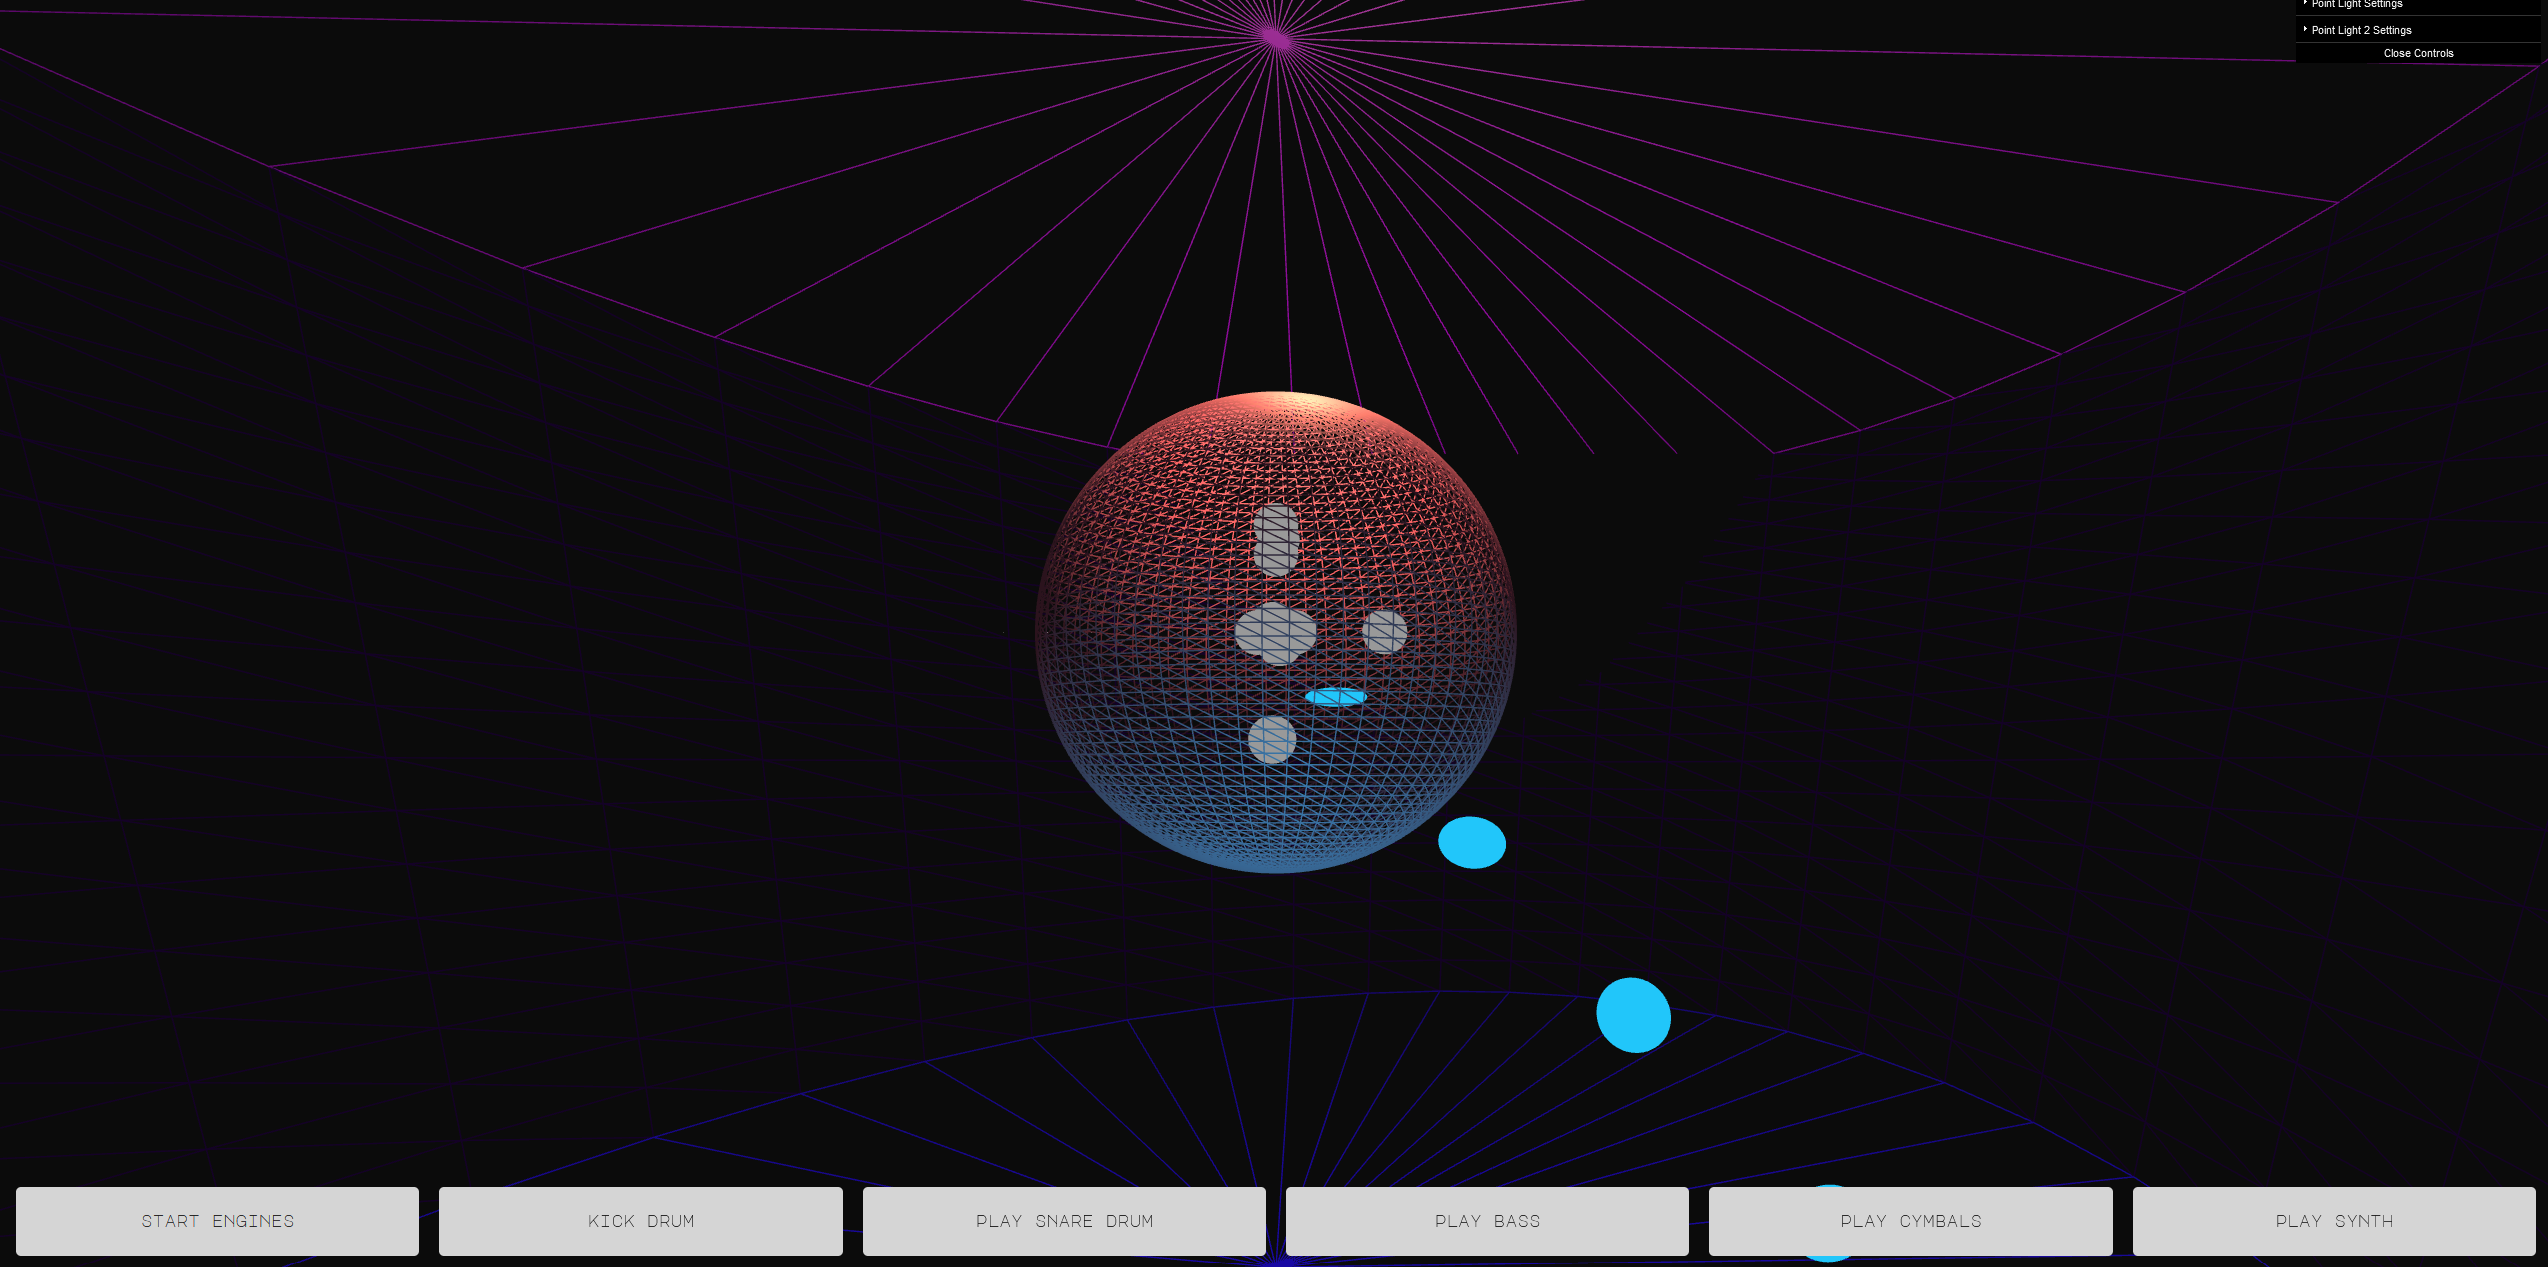 Point Light Settings
Point Light 2 Settings
Close Controls
START ENGINES
KICK DRUM
PLAY SNARE DRUM
PLAY BASS
PLAY CYMBALS
PLAY SYNTH